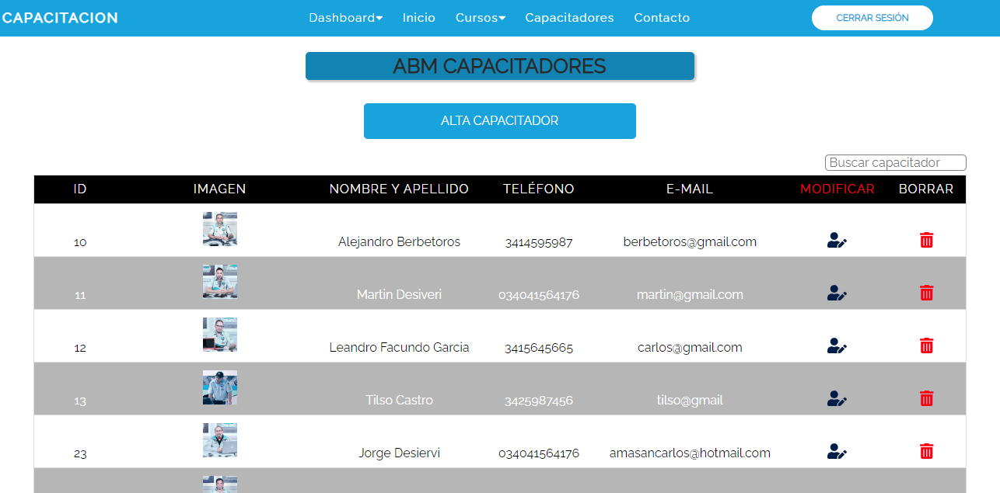 CAPACITACION Dashboard Inicio Cursos Capacitadores Contacto CERRAR SESIÓN
ABM CAPACITADORES
ALTA CAPACITADOR
Buscar capacitador
ID IMAGEN NOMBRE Y APELLIDO TELÉFONO E-MAIL MODIFICAR BORRAR
10 Alejandro Berbetoros 3414595987 berbetoros@gmail.com
11 Martin Desiveri 034041564176 martin@gmail.com
12 Leandro Facundo Garcia 3415645665 carlos@gmail.com
13 Tilso Castro 3425987456 tilso@gmail
23 Jorge Desiervi 034041564176 amasancarlos@hotmail.com